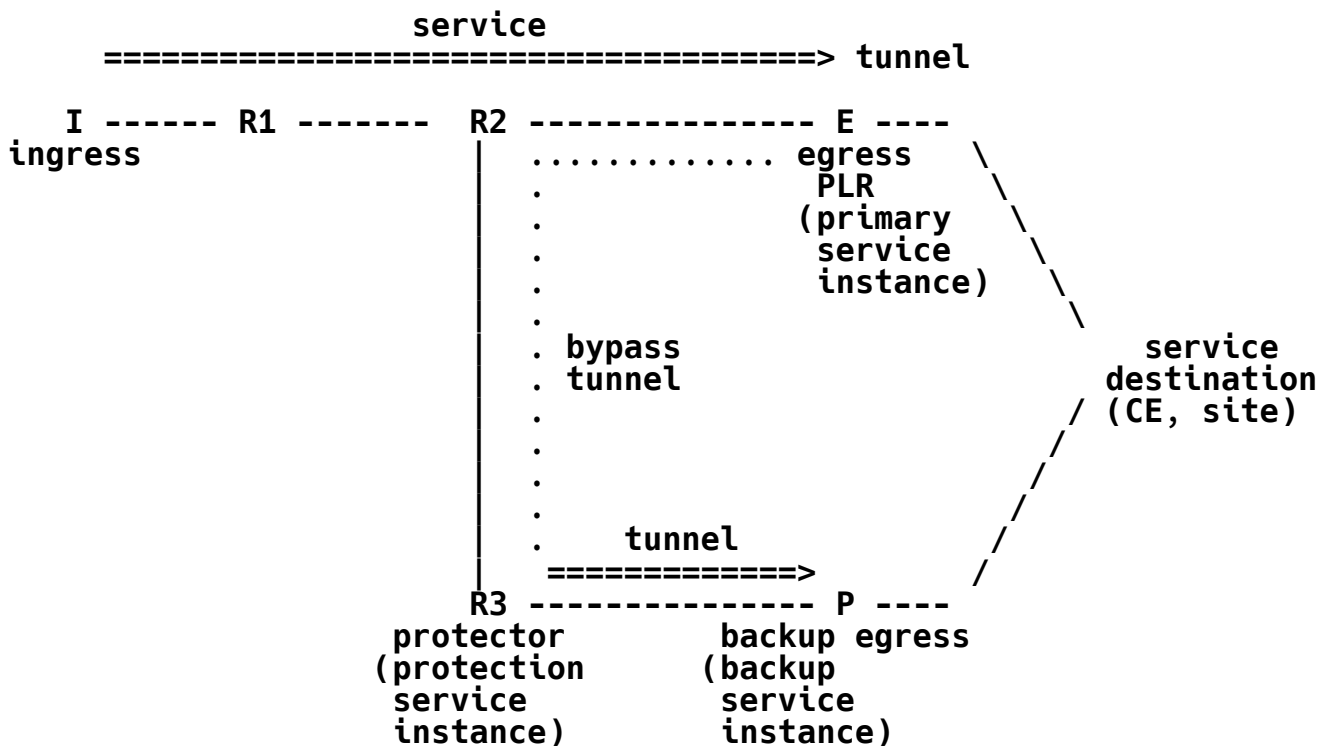 service
=====================================> tunnel
I ------ R1 ------- R2 --------------- E ----
ingress ............. egress
PLR
(primary
service
instance)
bypass service
tunnel destination
(CE, site)
tunnel
=============>
R3 --------------- P ----
protector backup egress
(protection (backup
service service
instance) instance)